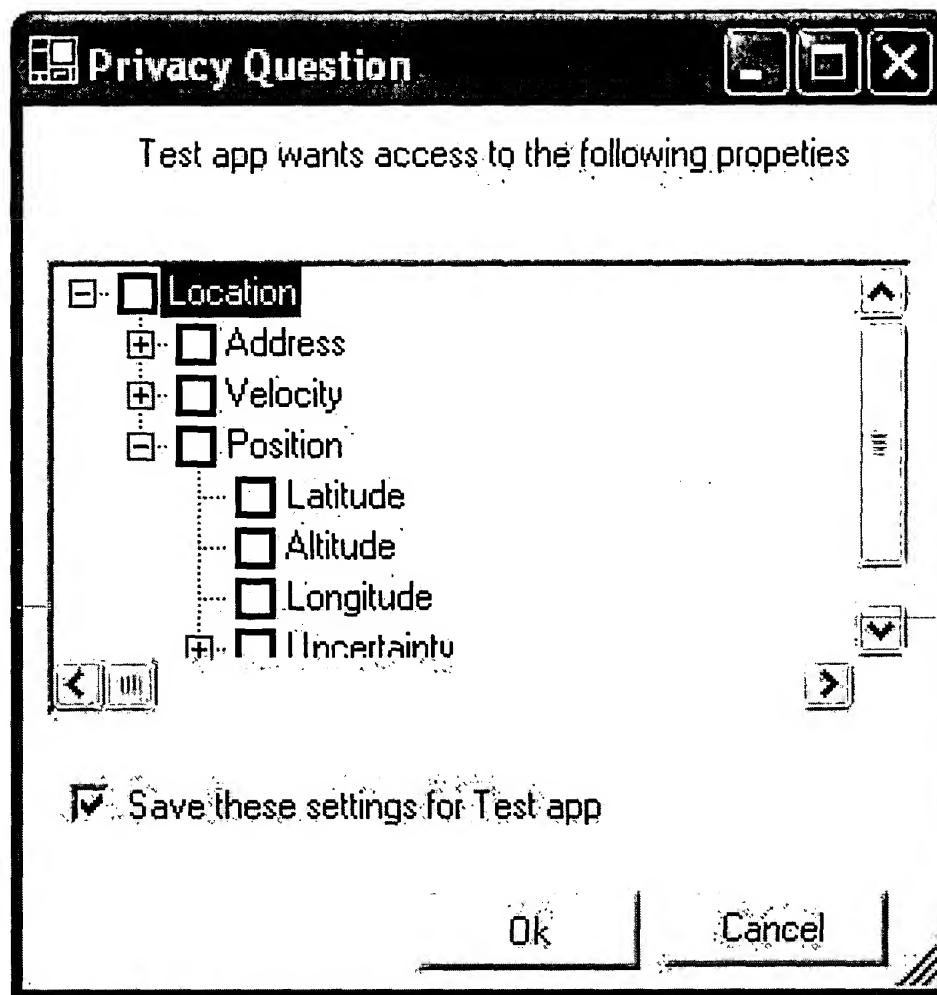 Privacy Question
Test app wants access to the following propeties
Location
Address
Velocity
Position
Latitude
Altitude
Longitude
Uncertainty
Save these settings for Test app
Ok
Cancel